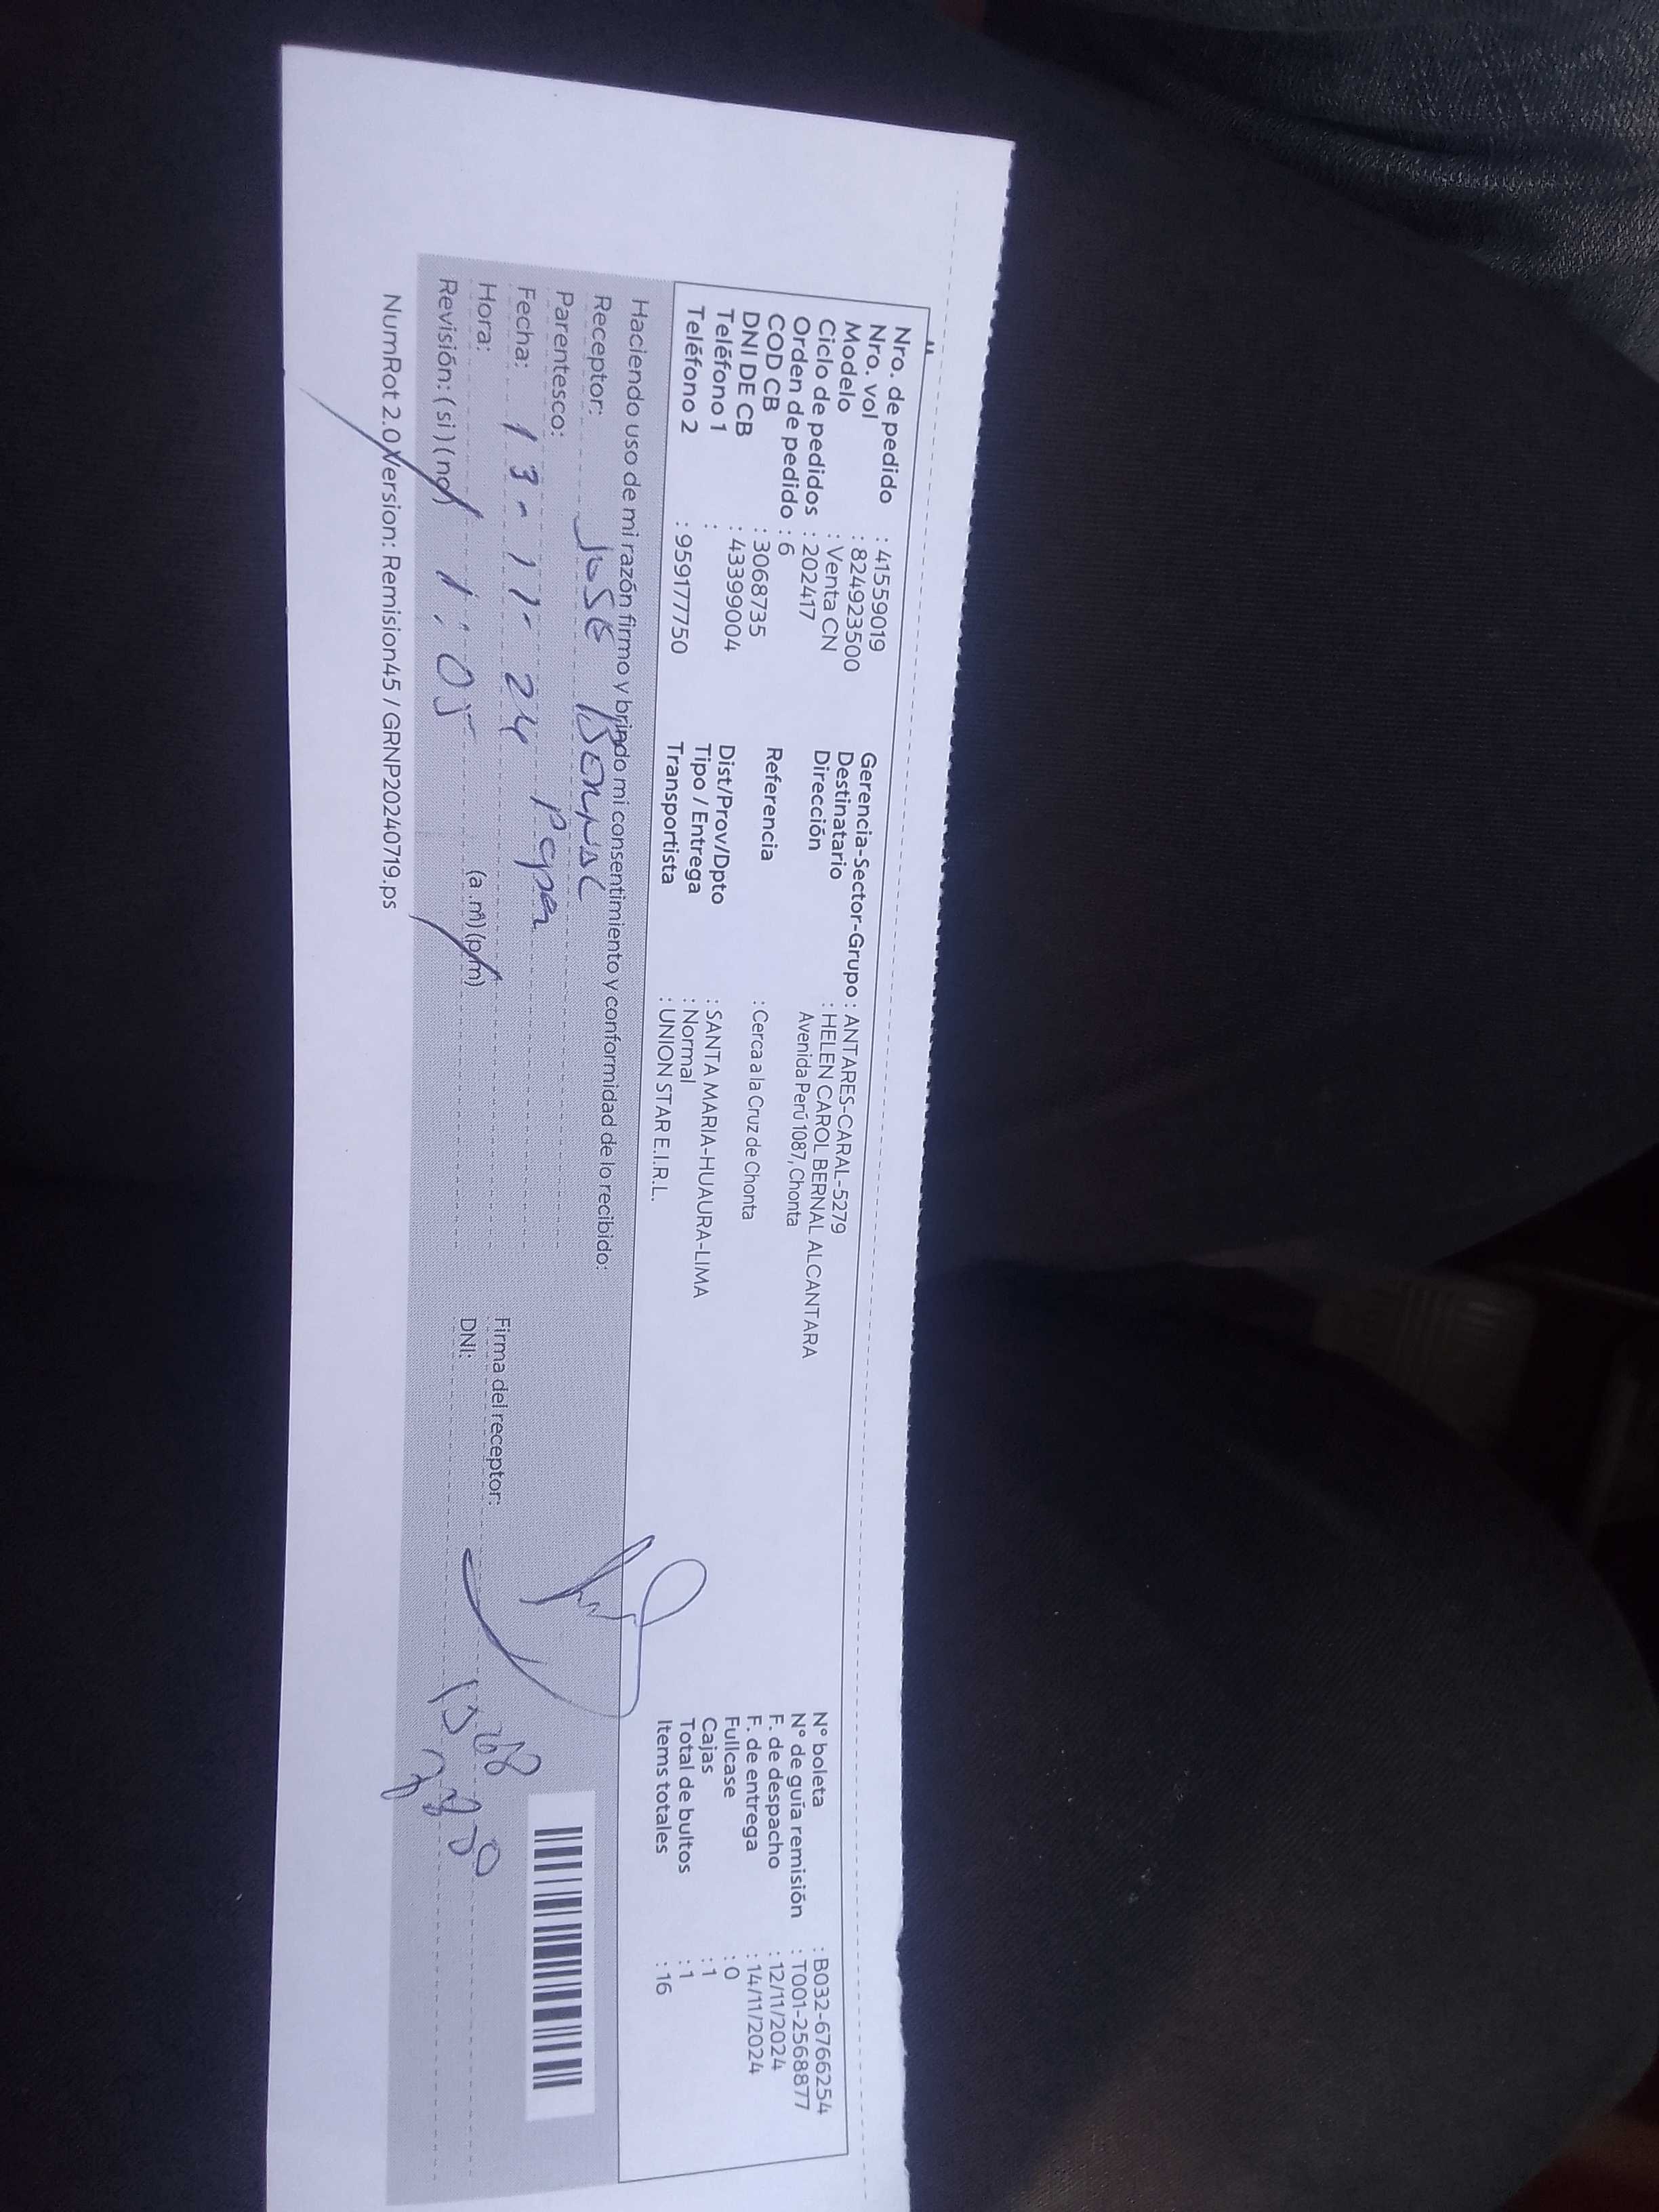 Nro. de pedido : 41559019
Nro. vol : 824923500
Modelo : Venta CN
Ciclo de pedidos : 202417
Orden de pedido : 6
COD CB : 3068735
DNI DE CB : 43399004
Teléfono 1 :
Teléfono 2 : 959177750
Gerencia-Sector-Grupo : ANTARES-CARAL-5279
Destinatario : HELEN CAROL BERNAL ALCANTARA
Dirección Avenida Perú 1087, Chonta
Referencia : Cerca a la Cruz de Chonta
Dist/Prov/Dpto : SANTA MARIA-HUAURA-LIMA
Tipo / Entrega : Normal
Transportista : UNION STAR E.I.R.L.
N° boleta : B032-6766254
N° de guía remisión : T001-2568877
F. de despacho : 12/11/2024
F. de entrega : 14/11/2024
Fullcase : 0
Cajas : 1
Total de bultos : 1
Items totales : 16
Haciendo uso de mi razón firmo y brindo mi consentimiento y conformidad de lo recibido:
Receptor: José Bernal
Parentesco: Papa
Fecha: 13-11-24
Hora: 1:05 (a.m) (p.m)
Revisión: (si) (no)
Firma del receptor:
DNI:
NumRot 2.0 Version: Remision45 / GRNP20240719.ps